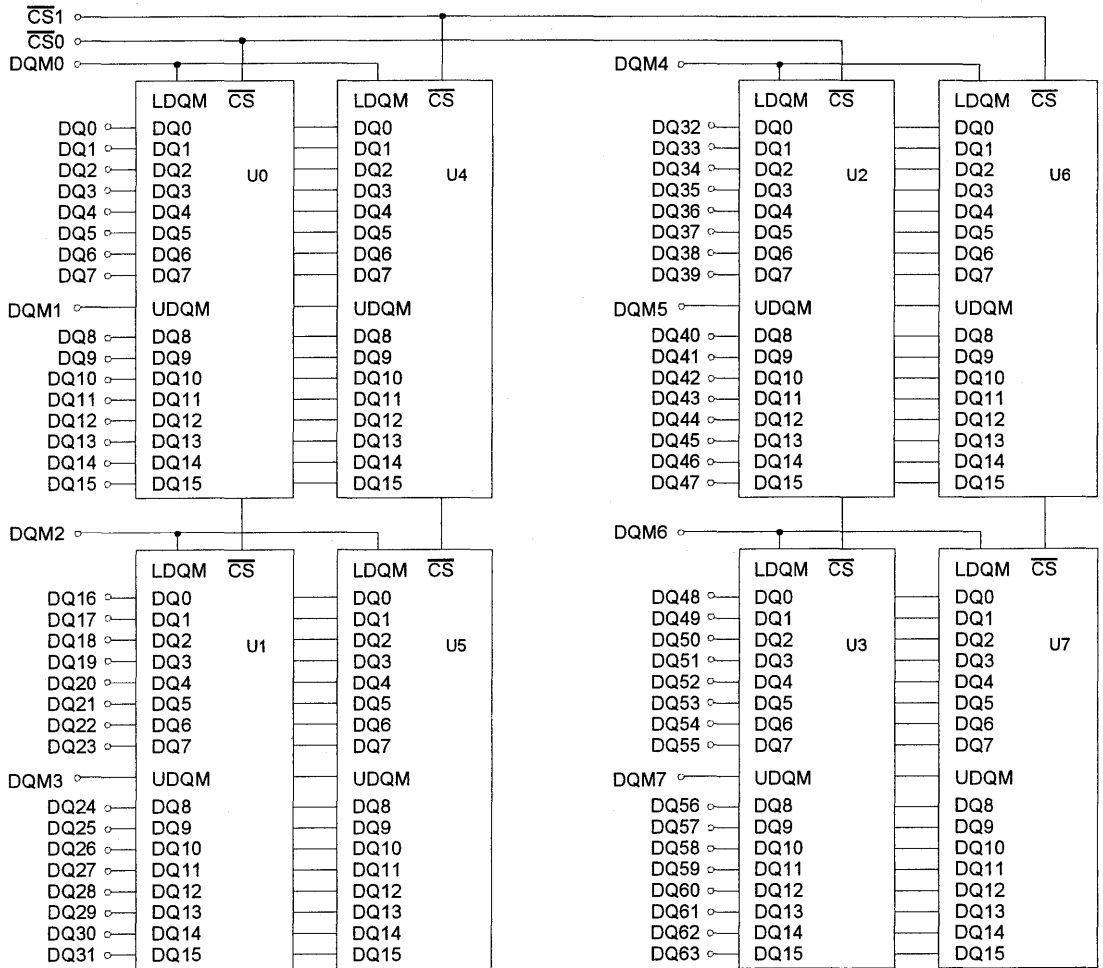 C̅S̅1
C̅S̅0
DQM0
DQM4
LDQM C̅S̅ LDQM C̅S̅ LDQM C̅S̅ LDQM C̅S̅
DQ0 DQ0 DQ0 DQ32 DQ0 DQ0
DQ1 DQ1 DQ1 DQ33 DQ1 DQ1
DQ2 DQ2 U0 DQ2 U4 DQ34 DQ2 U2 DQ2 U6
DQ3 DQ3 DQ3 DQ35 DQ3 DQ3
DQ4 DQ4 DQ4 DQ36 DQ4 DQ4
DQ5 DQ5 DQ5 DQ37 DQ5 DQ5
DQ6 DQ6 DQ6 DQ38 DQ6 DQ6
DQ7 DQ7 DQ7 DQ39 DQ7 DQ7
DQM1 UDQM UDQM DQM5 UDQM UDQM
DQ8 DQ8 DQ8 DQ40 DQ8 DQ8
DQ9 DQ9 DQ9 DQ41 DQ9 DQ9
DQ10 DQ10 DQ10 DQ42 DQ10 DQ10
DQ11 DQ11 DQ11 DQ43 DQ11 DQ11
DQ12 DQ12 DQ12 DQ44 DQ12 DQ12
DQ13 DQ13 DQ13 DQ45 DQ13 DQ13
DQ14 DQ14 DQ14 DQ46 DQ14 DQ14
DQ15 DQ15 DQ15 DQ47 DQ15 DQ15
DQM2 DQM6
LDQM C̅S̅ LDQM C̅S̅ LDQM C̅S̅ LDQM C̅S̅
DQ16 DQ0 DQ0 DQ48 DQ0 DQ0
DQ17 DQ1 DQ1 DQ49 DQ1 DQ1
DQ18 DQ2 U1 DQ2 U5 DQ50 DQ2 U3 DQ2 U7
DQ19 DQ3 DQ3 DQ51 DQ3 DQ3
DQ20 DQ4 DQ4 DQ52 DQ4 DQ4
DQ21 DQ5 DQ5 DQ53 DQ5 DQ5
DQ22 DQ6 DQ6 DQ54 DQ6 DQ6
DQ23 DQ7 DQ7 DQ55 DQ7 DQ7
DQM3 UDQM UDQM DQM7 UDQM UDQM
DQ24 DQ8 DQ8 DQ56 DQ8 DQ8
DQ25 DQ9 DQ9 DQ57 DQ9 DQ9
DQ26 DQ10 DQ10 DQ58 DQ10 DQ10
DQ27 DQ11 DQ11 DQ59 DQ11 DQ11
DQ28 DQ12 DQ12 DQ60 DQ12 DQ12
DQ29 DQ13 DQ13 DQ61 DQ13 DQ13
DQ30 DQ14 DQ14 DQ62 DQ14 DQ14
DQ31 DQ15 DQ15 DQ63 DQ15 DQ15